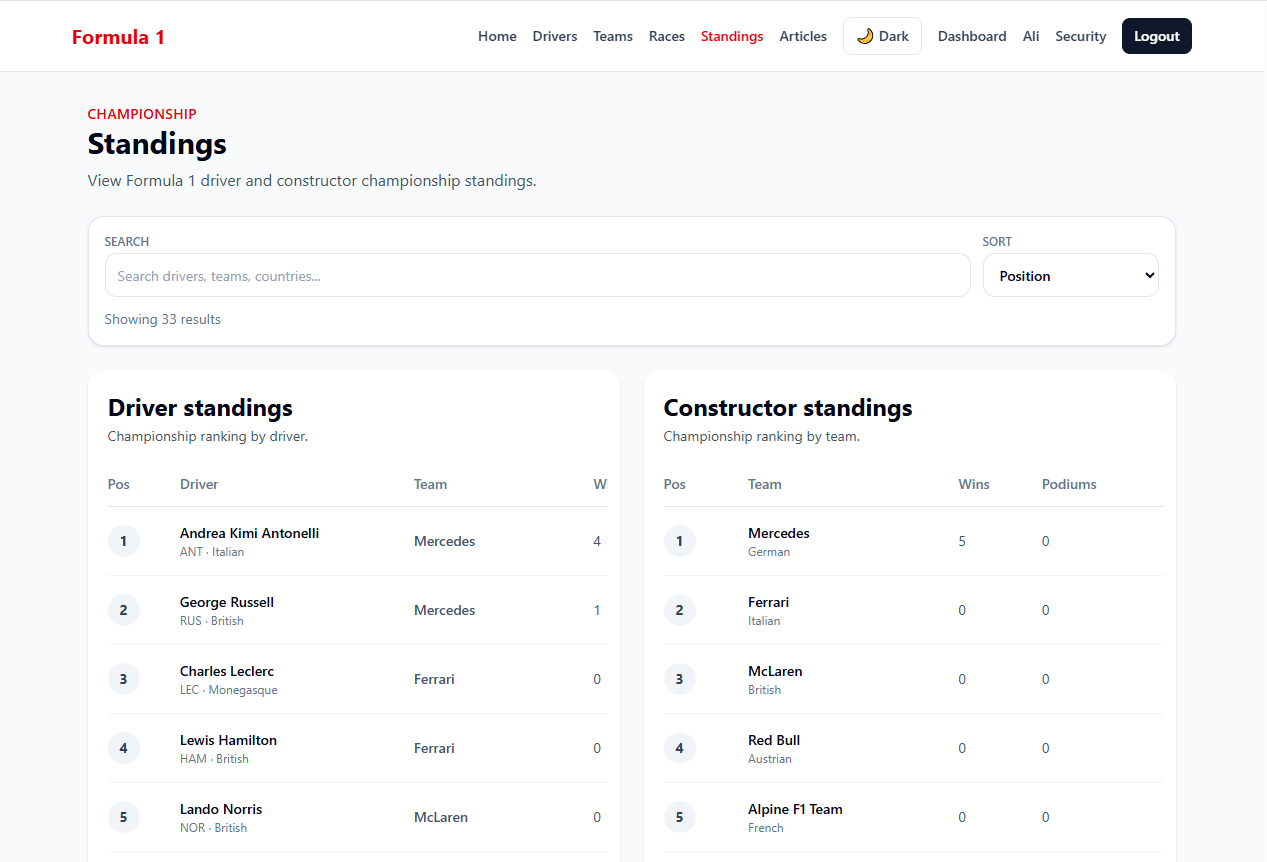 Formula 1 Home Drivers Teams Races Standings Articles 🌙 Dark Dashboard Ali Security Logout
CHAMPIONSHIP
Standings
View Formula 1 driver and constructor championship standings.
SEARCH SORT
Search drivers, teams, countries... Position
Showing 33 results
Driver standings
Championship ranking by driver.
Pos Driver Team W
1 Andrea Kimi Antonelli Mercedes 4
ANT · Italian
2 George Russell Mercedes 1
RUS · British
3 Charles Leclerc Ferrari 0
LEC · Monegasque
4 Lewis Hamilton Ferrari 0
HAM · British
5 Lando Norris McLaren 0
NOR · British
Constructor standings
Championship ranking by team.
Pos Team Wins Podiums
1 Mercedes 5 0
German
2 Ferrari 0 0
Italian
3 McLaren 0 0
British
4 Red Bull 0 0
Austrian
5 Alpine F1 Team 0 0
French